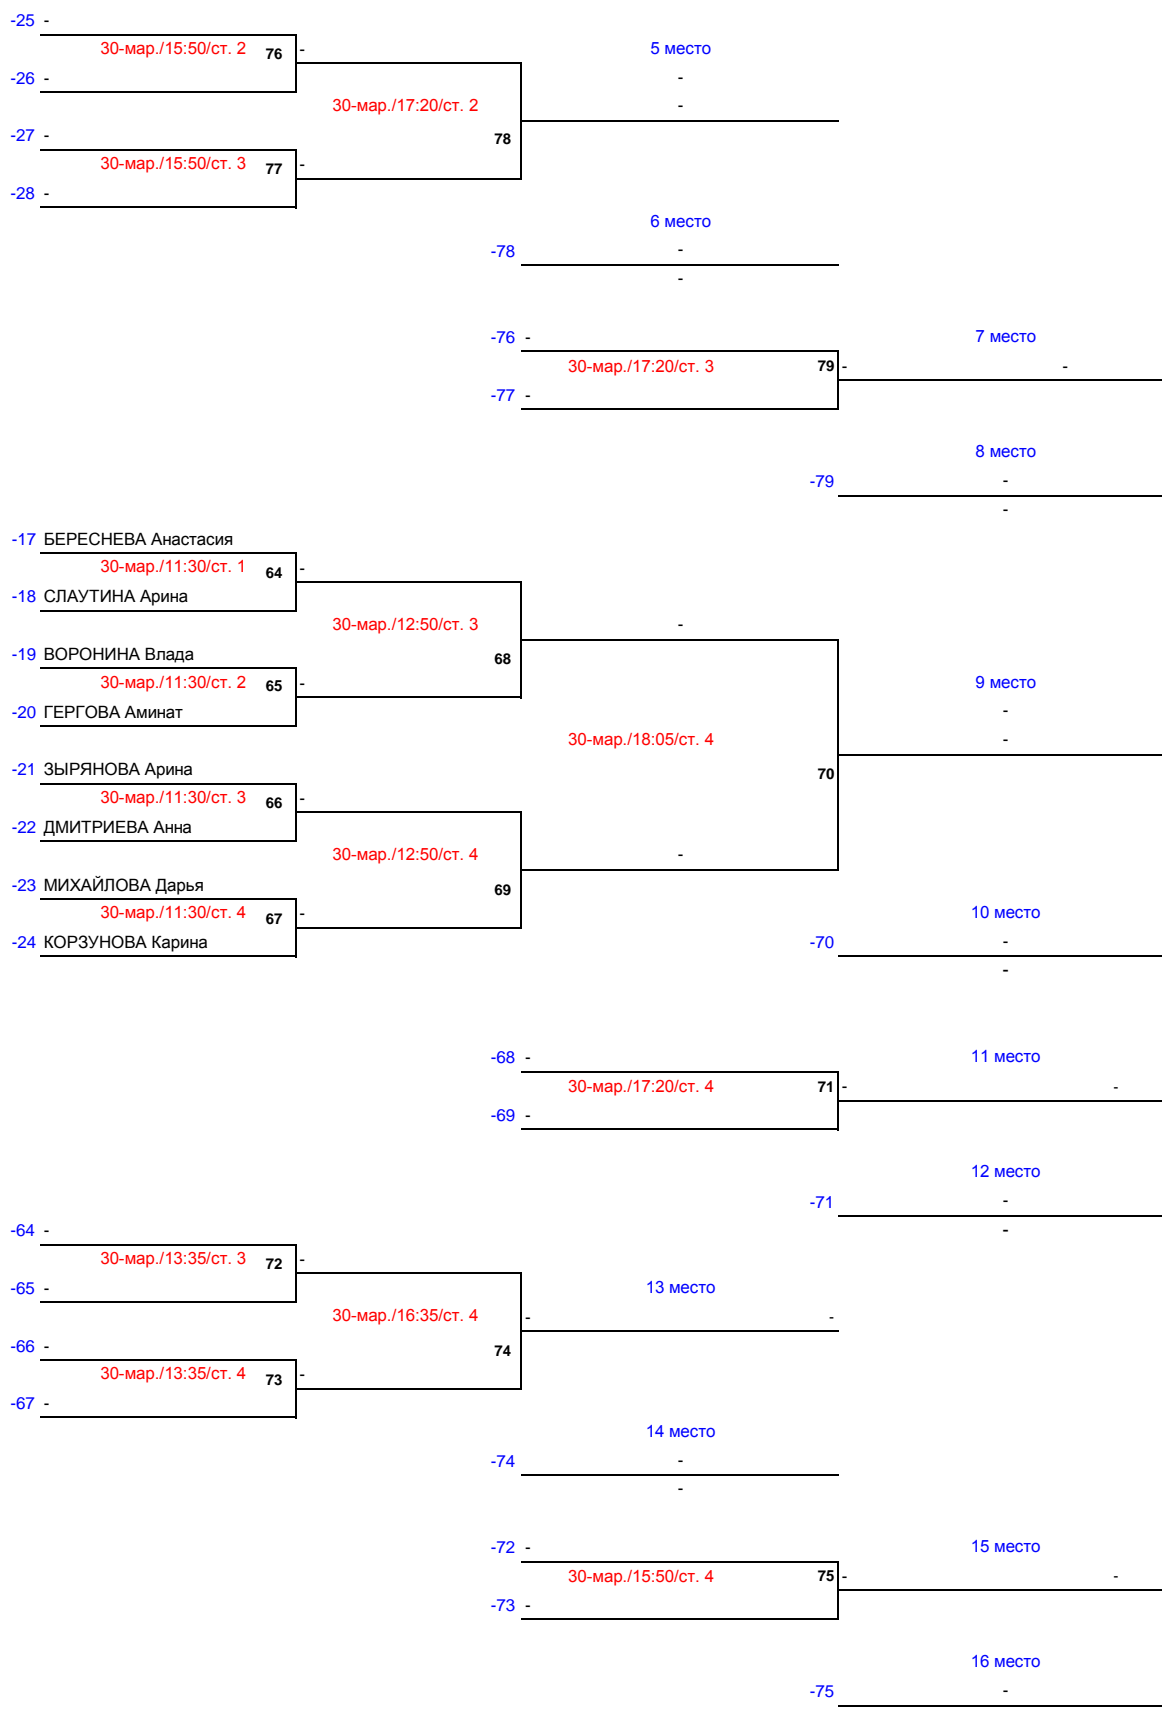 -25 -
30-мар./15:50/ст. 2 76 - 5 место
-26 - -
30-мар./17:20/ст. 2 -
-27 - 78
30-мар./15:50/ст. 3 77 -
-28 -
6 место
-78 -
-
-76 - 7 место
30-мар./17:20/ст. 3 79 - -
-77 -
8 место
-79 -
-
-17 БЕРЕСНЕВА Анастасия
30-мар./11:30/ст. 1 64 -
-18 СЛАУТИНА Арина
30-мар./12:50/ст. 3 -
-19 ВОРОНИНА Влада 68
30-мар./11:30/ст. 2 65 - 9 место
-20 ГЕРГОВА Аминат -
30-мар./18:05/ст. 4 -
-21 ЗЫРЯНОВА Арина 70
30-мар./11:30/ст. 3 66 -
-22 ДМИТРИЕВА Анна
30-мар./12:50/ст. 4 -
-23 МИХАЙЛОВА Дарья 69
30-мар./11:30/ст. 4 67 - 10 место
-24 КОРЗУНОВА Карина -70 -
-
-68 - 11 место
30-мар./17:20/ст. 4 71 - -
-69 -
12 место
-71 -
-64 - -
30-мар./13:35/ст. 3 72 -
-65 - 13 место
30-мар./16:35/ст. 4 - -
-66 - 74
30-мар./13:35/ст. 4 73 -
-67 -
14 место
-74 -
-
-72 - 15 место
30-мар./15:50/ст. 4 75 - -
-73 -
16 место
-75 -